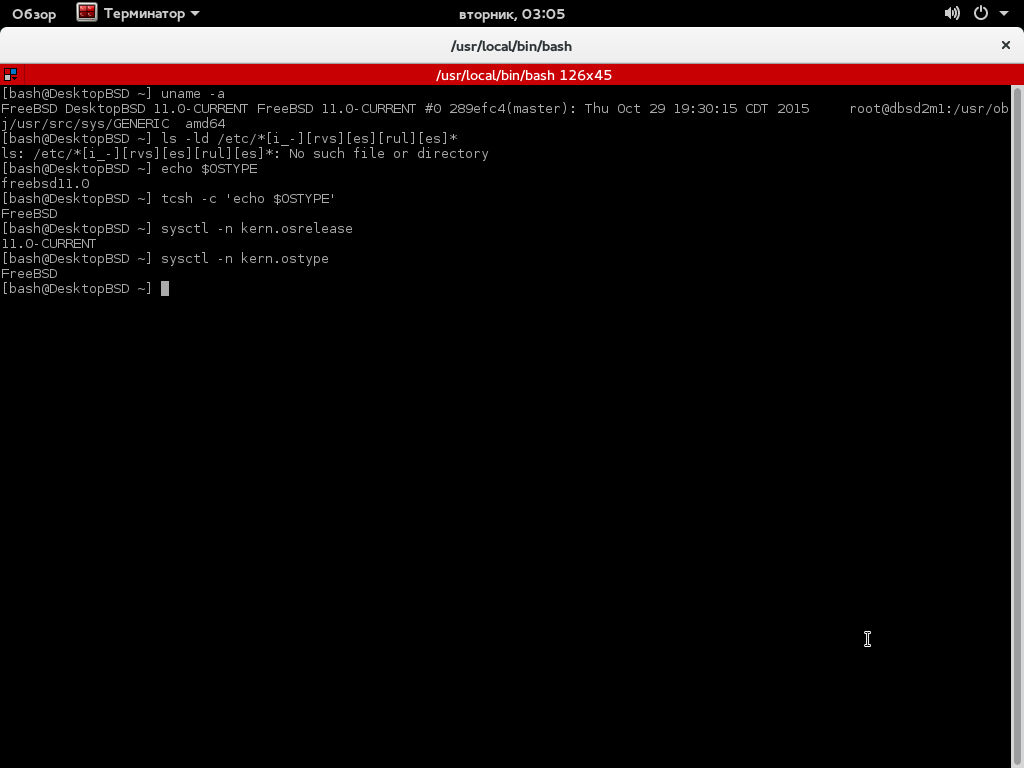 Обзор Терминатор вторник, 03:05
/usr/local/bin/bash
/usr/local/bin/bash 126x45
[bash@DesktopBSD ~] uname -a
FreeBSD DesktopBSD 11.0-CURRENT FreeBSD 11.0-CURRENT #0 289efc4(master): Thu Oct 29 19:30:15 CDT 2015     root@dbsd2m1:/usr/ob
j/usr/src/sys/GENERIC  amd64
[bash@DesktopBSD ~] ls -ld /etc/*[i_-][rvs][es][rul][es]*
ls: /etc/*[i_-][rvs][es][rul][es]*: No such file or directory
[bash@DesktopBSD ~] echo $OSTYPE
freebsd11.0
[bash@DesktopBSD ~] tcsh -c 'echo $OSTYPE'
FreeBSD
[bash@DesktopBSD ~] sysctl -n kern.osrelease
11.0-CURRENT
[bash@DesktopBSD ~] sysctl -n kern.ostype
FreeBSD
[bash@DesktopBSD ~]